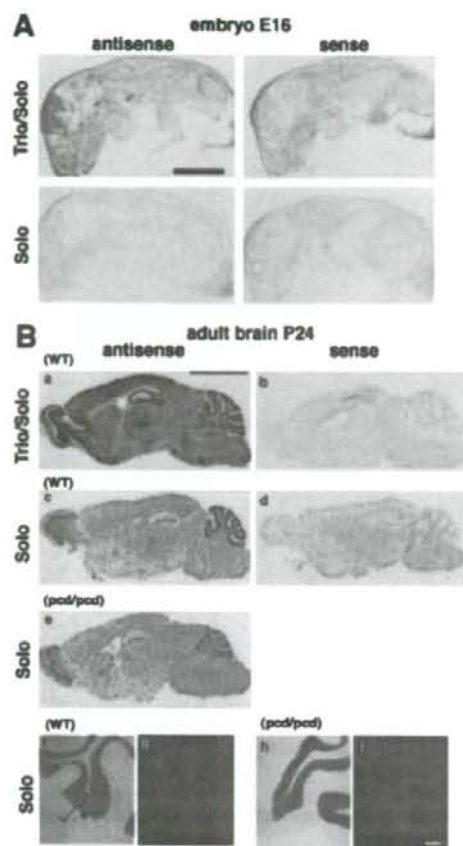 A
embryo E16
antisense sense
Trio/Solo
Solo
B
adult brain P24
antisense sense
(WT)
a b
Trio/Solo
(WT)
c d
Solo
(pcd/pcd)
e
Solo
(WT) (pcd/pcd)
f g h
Solo